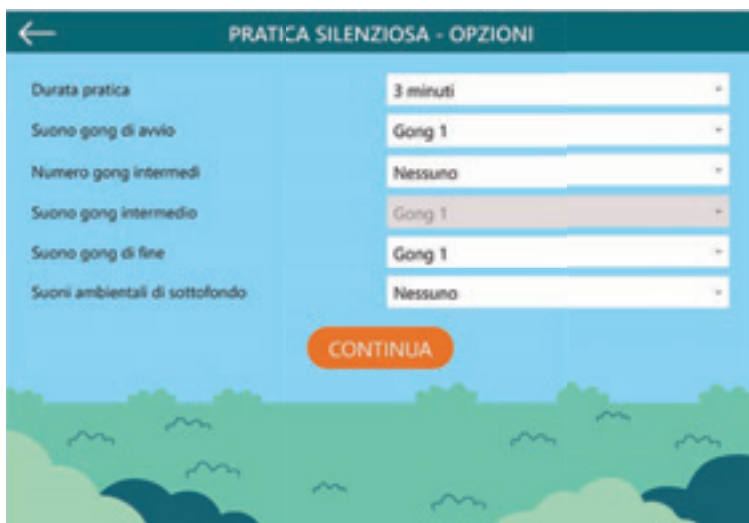 PRATICA SILENZIOSA - OPZIONI
Durata pratica 3 minuti
Suono gong di avvio Gong 1
Numero gong intermedi Nessuno
Suono gong intermedio Gong 1
Suono gong di fine Gong 1
Suoni ambientali di sottofondo Nessuno
CONTINUA